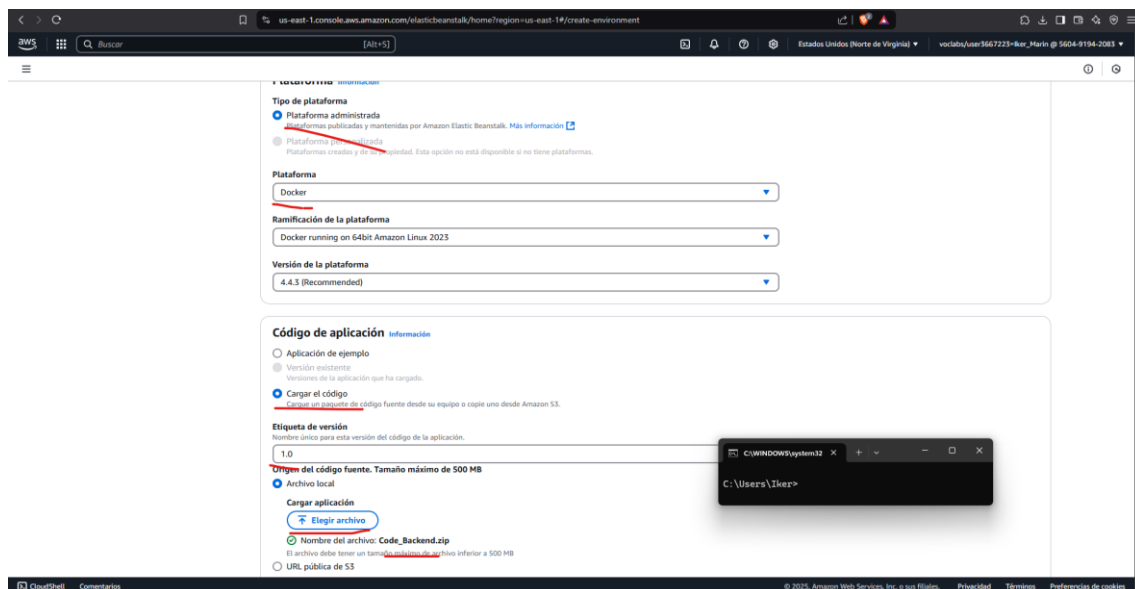 us-east-1.console.aws.amazon.com/elasticbeanstalk/home?region=us-east-1#/create-environment
aws
Buscar
[Alt+S]
Estados Unidos (Norte de Virginia)
voclabs/user3667223=Iker_Marin @ 5604-9194-2083
Plataforma Información
Tipo de plataforma
Plataforma administrada
Plataformas publicadas y mantenidas por Amazon Elastic Beanstalk. Más información
Plataforma personalizada
Plataformas creadas y de su propiedad. Esta opción no está disponible si no tiene plataformas.
Plataforma
Docker
Ramificación de la plataforma
Docker running on 64bit Amazon Linux 2023
Versión de la plataforma
4.4.3 (Recommended)
Código de aplicación Información
Aplicación de ejemplo
Versión existente
Versiones de la aplicación que ha cargado.
Cargar el código
Cargue un paquete de código fuente desde su equipo o copie uno desde Amazon S3.
Etiqueta de versión
Nombre único para esta versión del código de la aplicación.
1.0
Origen del código fuente. Tamaño máximo de 500 MB
Archivo local
Cargar aplicación
Elegir archivo
Nombre del archivo: Code_Backend.zip
El archivo debe tener un tamaño máximo de archivo inferior a 500 MB
URL pública de S3
C:\WINDOWS\system32
C:\Users\Iker>
CloudShell
Comentarios
© 2025, Amazon Web Services, Inc. o sus filiales.
Privacidad
Términos
Preferencias de cookies